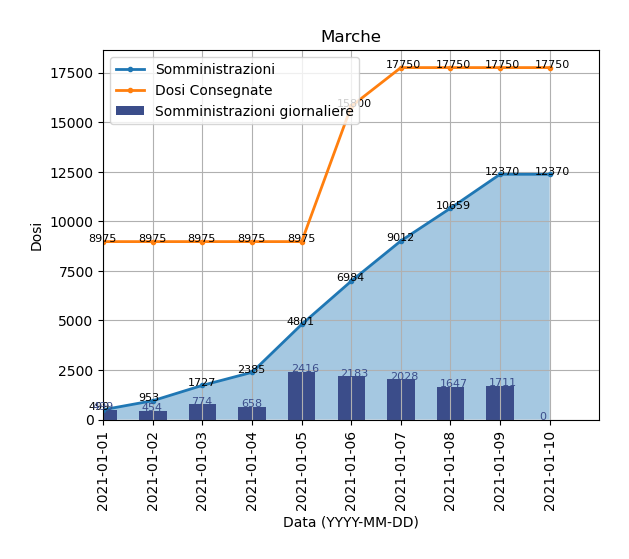 Marche
Somministrazioni
Dosi Consegnate
Somministrazioni giornaliere
Dosi
17500
15000
12500
10000
7500
5000
2500
0
8975 8975 8975 8975 8975 15800 17750 17750 17750 17750
499 953 1727 2385 4801 6984 9012 10659 12370 12370
499 454 774 658 2416 2183 2028 1647 1711 0
2021-01-01
2021-01-02
2021-01-03
2021-01-04
2021-01-05
2021-01-06
2021-01-07
2021-01-08
2021-01-09
2021-01-10
Data (YYYY-MM-DD)